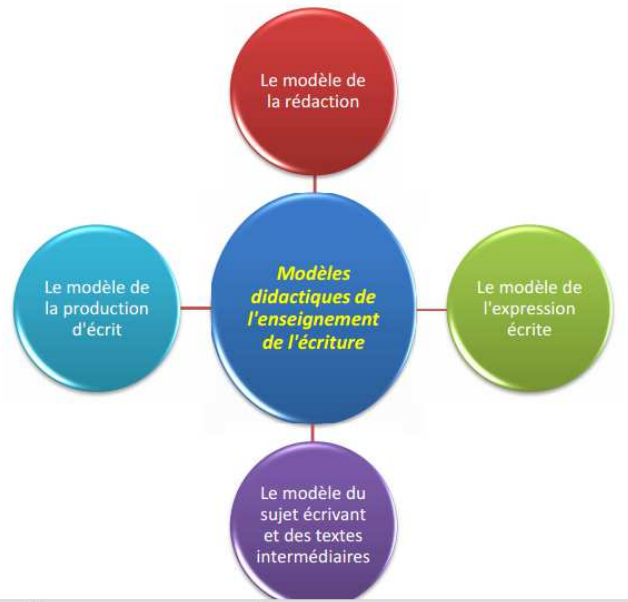 Le modèle de
la rédaction
Le modèle de
la production
d'écrit
Modèles
didactiques de
l'enseignement
de l'écriture
Le modèle de
l'expression
écrite
Le modèle du
sujet écrivant
et des textes
intermédiaires